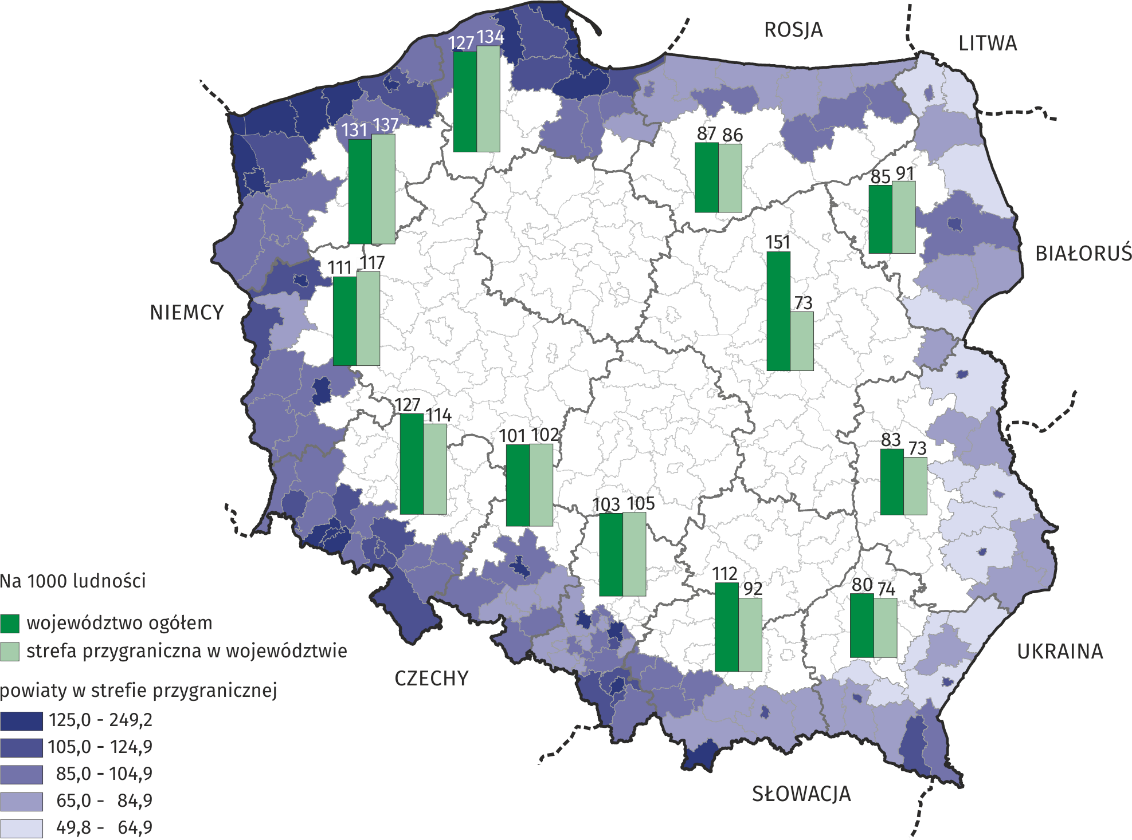 ROSJA
LITWA
127 134
131 137
87 86
85 91
BIAŁORUŚ
151
73
111 117
NIEMCY
127 114
101 102
83 73
103 105
112
92
80 74
Na 1000 ludności
województwo ogółem
strefa przygraniczna w województwie
UKRAINA
CZECHY
powiaty w strefie przygranicznej
125,0 - 249,2
105,0 - 124,9
85,0 - 104,9
65,0 - 84,9
49,8 - 64,9
SŁOWACJA